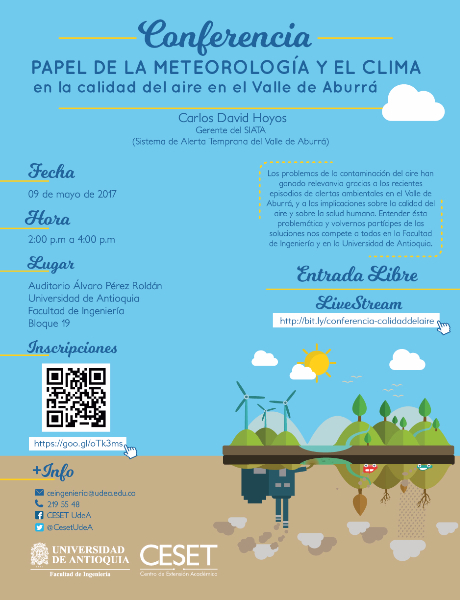 Conferencia
PAPEL DE LA METEOROLOGÍA Y EL CLIMA
en la calidad del aire en el Valle de Aburrá
Carlos David Hoyos
Gerente del SIATA
(Sistema de Alerta Temprana del Valle de Aburrá)
Fecha
09 de mayo de 2017
Hora
2:00 p.m a 4:00 p.m
Lugar
Auditorio Álvaro Pérez Roldán
Universidad de Antioquia
Facultad de Ingeniería
Bloque 19
Inscripciones
https://goo.gl/oTk3ms
Los problemas de la contaminación del aire han
ganado relevanvia gracias a los recientes
episodios de alertas ambientales en el Valle de
Aburrá, y a las implicaciones sobre la calidad del
aire y sobre la salud humana. Entender ésta
problemática y volvernos partícipes de las
soluciones nos compete a todos en la Facultad
de Ingeniería y en la Universidad de Antioquia.
Entrada Libre
LiveStream
http://bit.ly/conferencia-calidaddelaire
+Info
ceingenieria@udea.edu.co
219 55 48
CESET UdeA
@CesetUdeA
UNIVERSIDAD
DE ANTIOQUIA
Facultad de Ingeniería
CESET
Centro de Extensión Académica